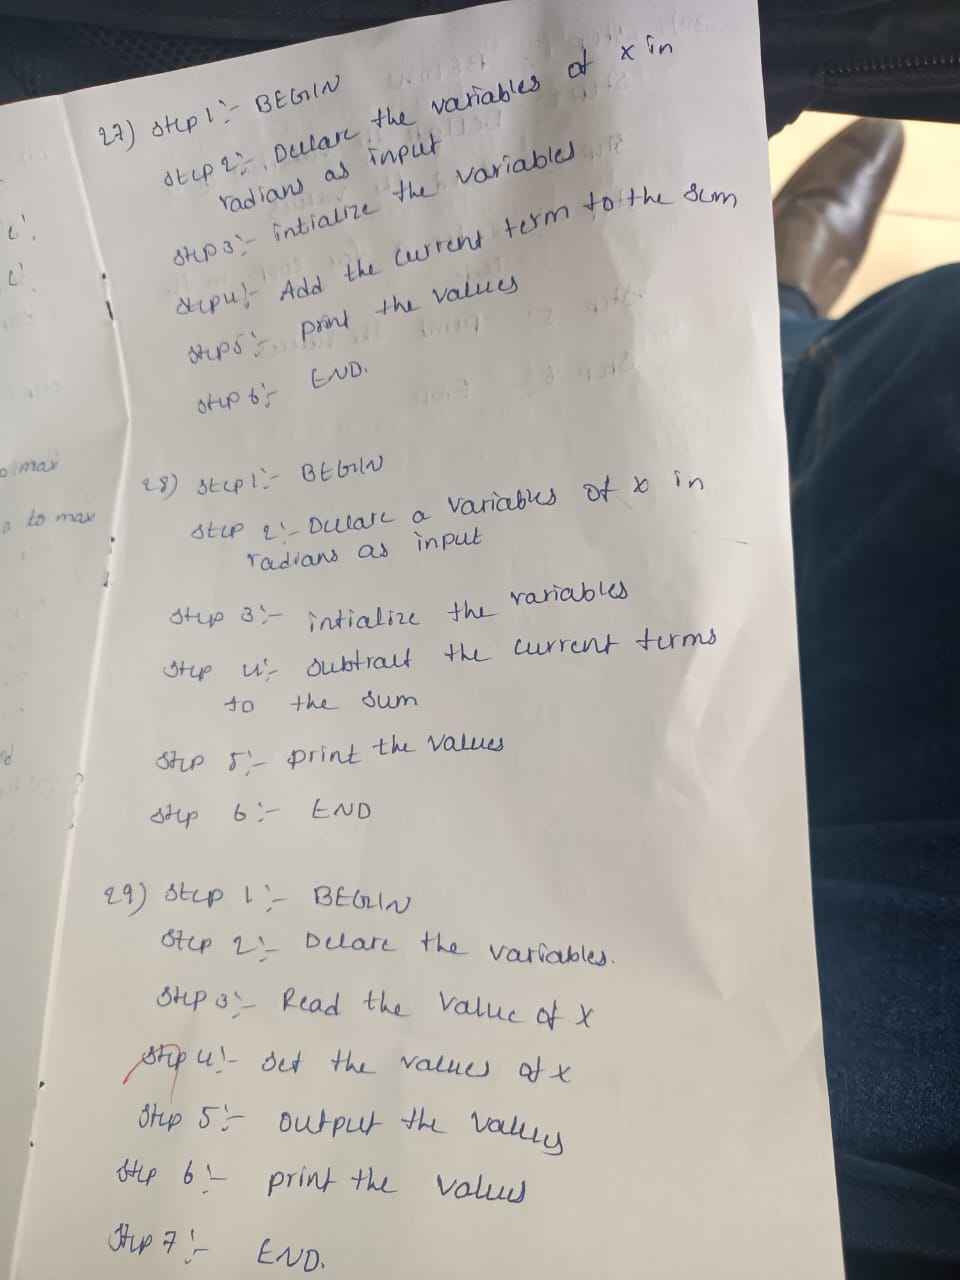 27) Step 1:- BEGIN
Step 2:- Declare the variables of x in
radians as input
Step 3:- intialize the variables
Step 4:- Add the current term to the sum
Step 5:- print the values
Step 6:- END.
o max
a to max
28) Step 1:- BEGIN
Step 2:- Declare a variables of x in
radians as input
Step 3:- intialize the variables
Step 4:- subtract the current terms
to the sum
Step 5:- print the values
Step 6:- END
29) Step 1:- BEGIN
Step 2:- Delare the variables.
Step 3:- Read the value of x
Step 4:- Set the values of x
Step 5:- output the values
Step 6:- print the values
Step 7:- END.